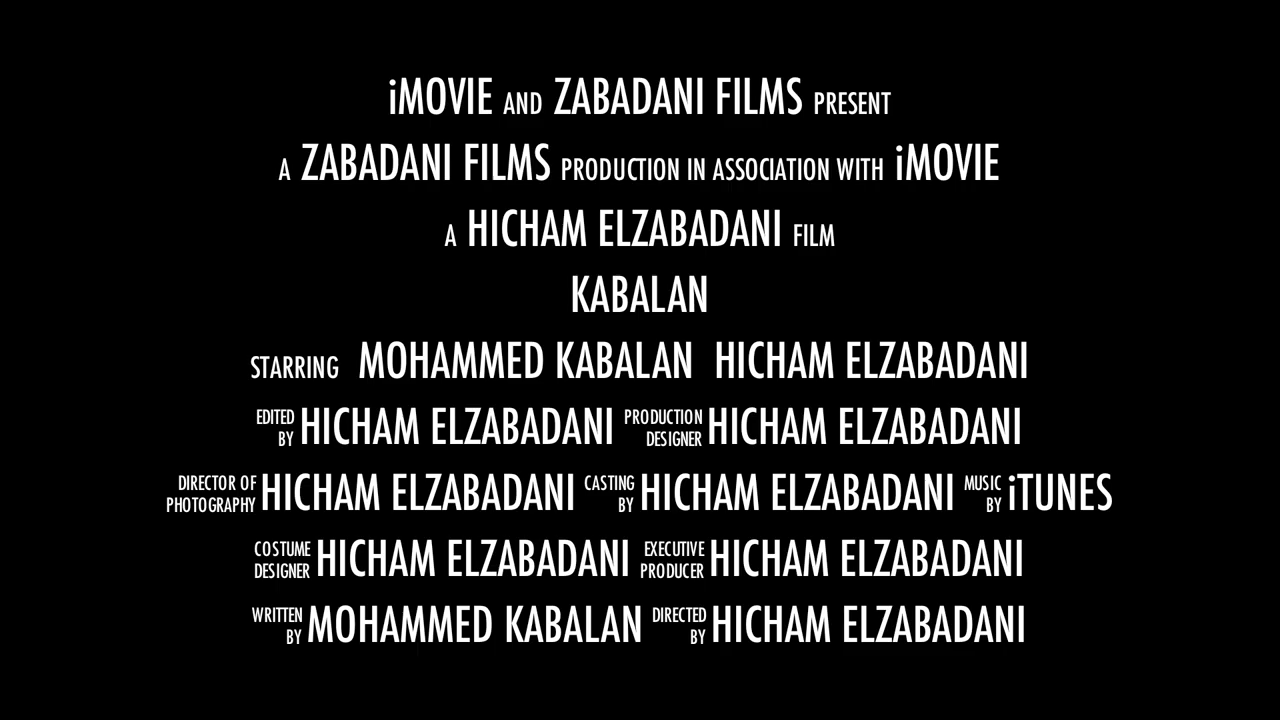 iMOVIE AND ZABADANI FILMS PRESENT
A ZABADANI FILMS PRODUCTION IN ASSOCIATION WITH iMOVIE
A HICHAM ELZABADANI FILM
KABALAN
STARRING MOHAMMED KABALAN HICHAM ELZABADANI
EDITED BY HICHAM ELZABADANI PRODUCTION DESIGNER HICHAM ELZABADANI
DIRECTOR OF PHOTOGRAPHY HICHAM ELZABADANI CASTING BY HICHAM ELZABADANI MUSIC BY iTUNES
COSTUME DESIGNER HICHAM ELZABADANI EXECUTIVE PRODUCER HICHAM ELZABADANI
WRITTEN BY MOHAMMED KABALAN DIRECTED BY HICHAM ELZABADANI